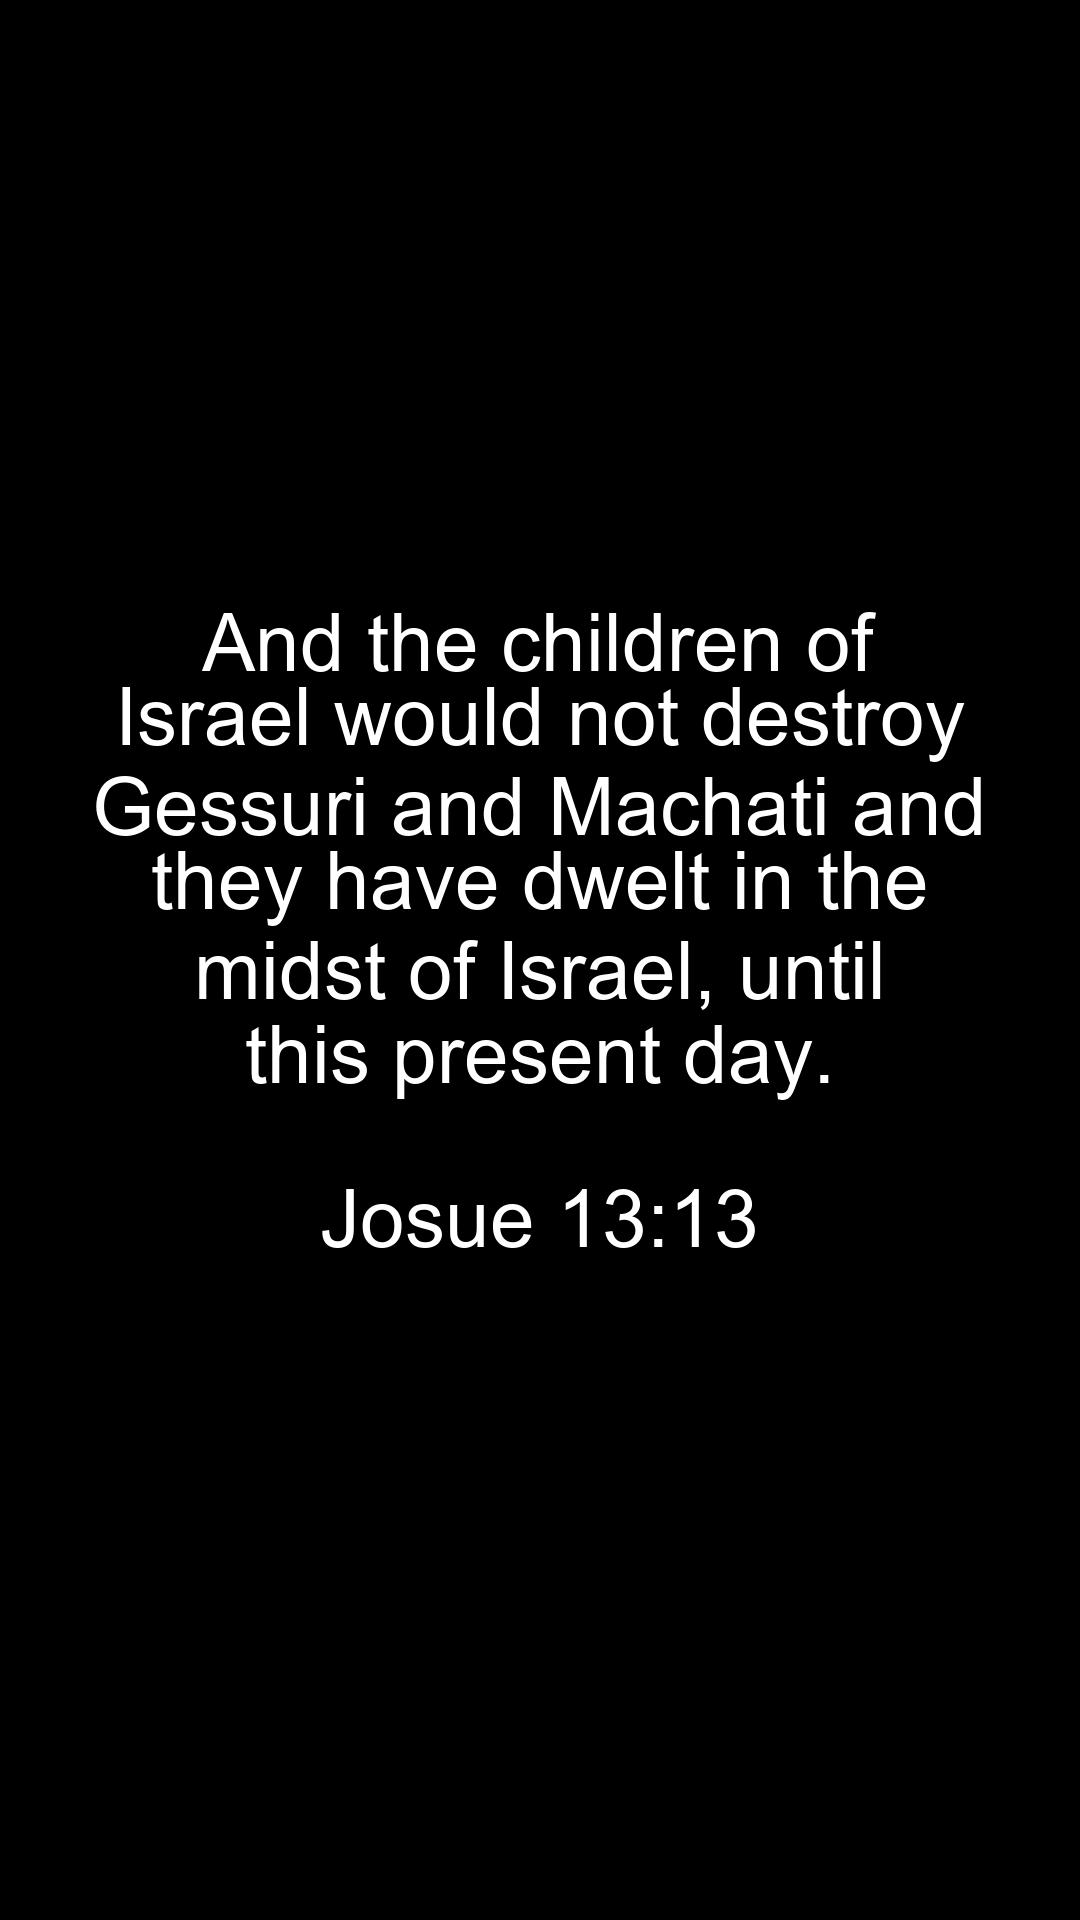 And the children of
Israel would not destroy
Gessuri and Machati and
they have dwelt in the
midst of Israel, until
this present day.
Josue 13:13